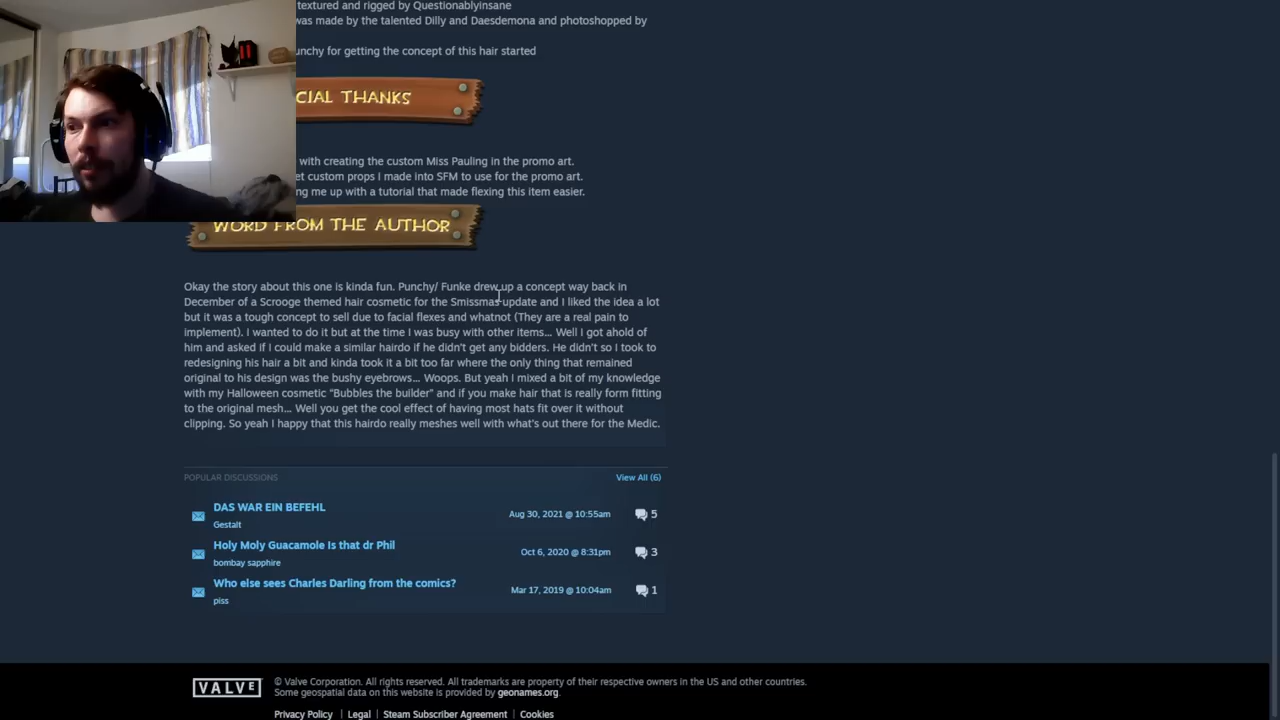 textured and rigged by Questionablyinsane
was made by the talented Dilly and Daesdemona and photoshopped by
unchy for getting the concept of this hair started
CIAL THANKS
with creating the custom Miss Pauling in the promo art.
et custom props I made into SFM to use for the promo art.
ng me up with a tutorial that made flexing this item easier.
WORD FROM THE AUTHOR
Okay the story about this one is kinda fun. Punchy/ Funke drew up a concept way back in
December of a Scrooge themed hair cosmetic for the Smissmas update and I liked the idea a lot
but it was a tough concept to sell due to facial flexes and whatnot (They are a real pain to
implement). I wanted to do it but at the time I was busy with other items... Well I got ahold of
him and asked if I could make a similar hairdo if he didn't get any bidders. He didn't so I took to
redesigning his hair a bit and kinda took it a bit too far where the only thing that remained
original to his design was the bushy eyebrows... Woops. But yeah I mixed a bit of my knowledge
with my Halloween cosmetic "Bubbles the builder" and if you make hair that is really form fitting
to the original mesh... Well you get the cool effect of having most hats fit over it without
clipping. So yeah I happy that this hairdo really meshes well with what's out there for the Medic.
POPULAR DISCUSSIONS View All (6)
DAS WAR EIN BEFEHL
Gestalt
Aug 30, 2021 @ 10:55am 5
Holy Moly Guacamole Is that dr Phil
bombay sapphire
Oct 6, 2020 @ 8:31pm 3
Who else sees Charles Darling from the comics?
piss
Mar 17, 2019 @ 10:04am 1
VALVE
© Valve Corporation. All rights reserved. All trademarks are property of their respective owners in the US and other countries.
Some geospatial data on this website is provided by geonames.org.
Privacy Policy | Legal | Steam Subscriber Agreement | Cookies